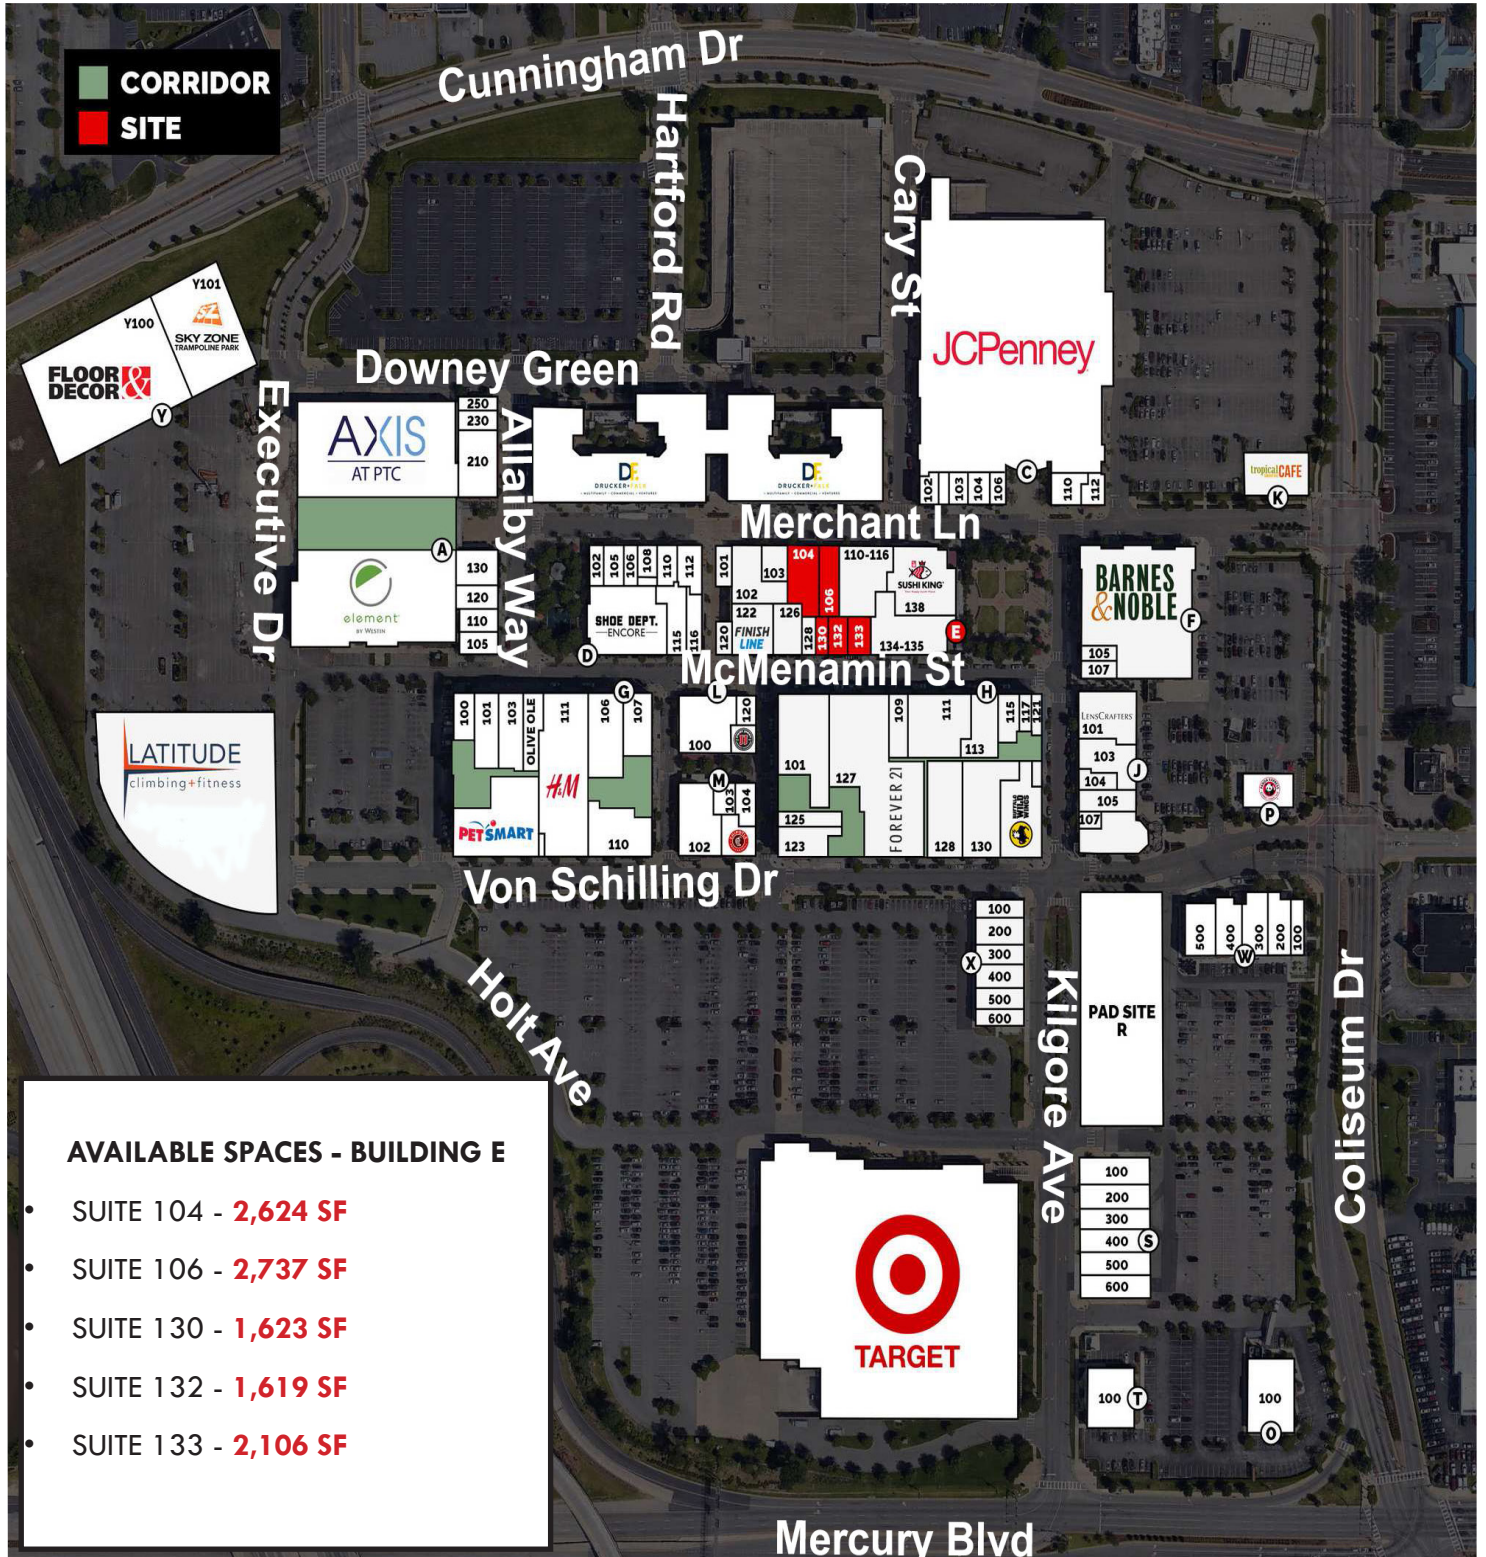 CORRIDOR
SITE
Cunningham Dr
Hartford Rd
Cary St
Y101
SKY ZONE
TRAMPOLINE PARK
Y100
FLOOR &
DECOR
Y
JCPenney
Downey Green
Executive Dr
Allaiby Way
AXIS
AT PTC
250
230
210
DF.
DRUCKER+FALK
DF.
DRUCKER+FALK
102
103
104
106
C
110
112
tropical CAFE
K
Merchant Ln
A
element
BY WESTIN
130
120
110
105
102
105
106
108
110
112
SHOE DEPT.
ENCORE
115
116
D
101
102
103
104
106
110-116
SUSHI KING
138
120
122
FINISH
LINE
126
128
130
132
133
134-135
E
BARNES
& NOBLE
F
105
107
McMenamin St
LATITUDE
climbing+fitness
100
101
103
OLIVE OLE
111
106
G
107
H&M
PETSMART
110
L
120
100
M
103
104
102
101
127
125
123
109
111
H
113
115
117
121
FOREVER 21
128
130
BUFFALO
WILD
WINGS
LENSCRAFTERS
101
103
J
104
105
107
P
Von Schilling Dr
100
200
300
X
400
500
600
PAD SITE
R
500
400
300
200
100
W
Holt Ave
Kilgore Ave
Coliseum Dr
100
200
300
400
S
500
600
TARGET
100
T
100
O
Mercury Blvd
AVAILABLE SPACES - BUILDING E
• SUITE 104 - 2,624 SF
• SUITE 106 - 2,737 SF
• SUITE 130 - 1,623 SF
• SUITE 132 - 1,619 SF
• SUITE 133 - 2,106 SF